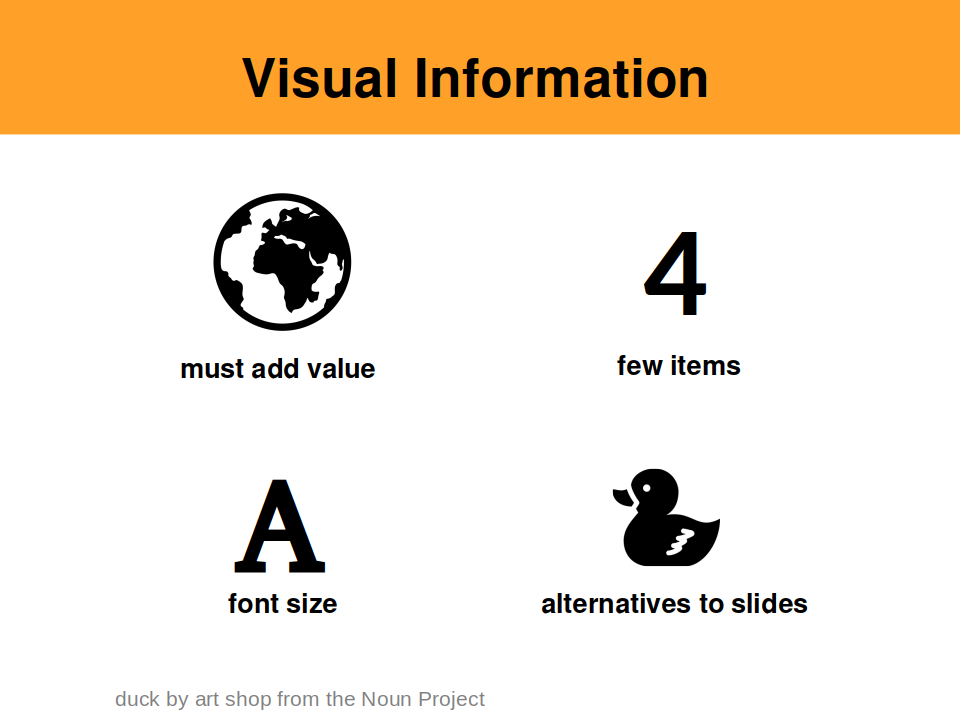 Visual Information
4
must add value
few items
A
font size
alternatives to slides
duck by art shop from the Noun Project